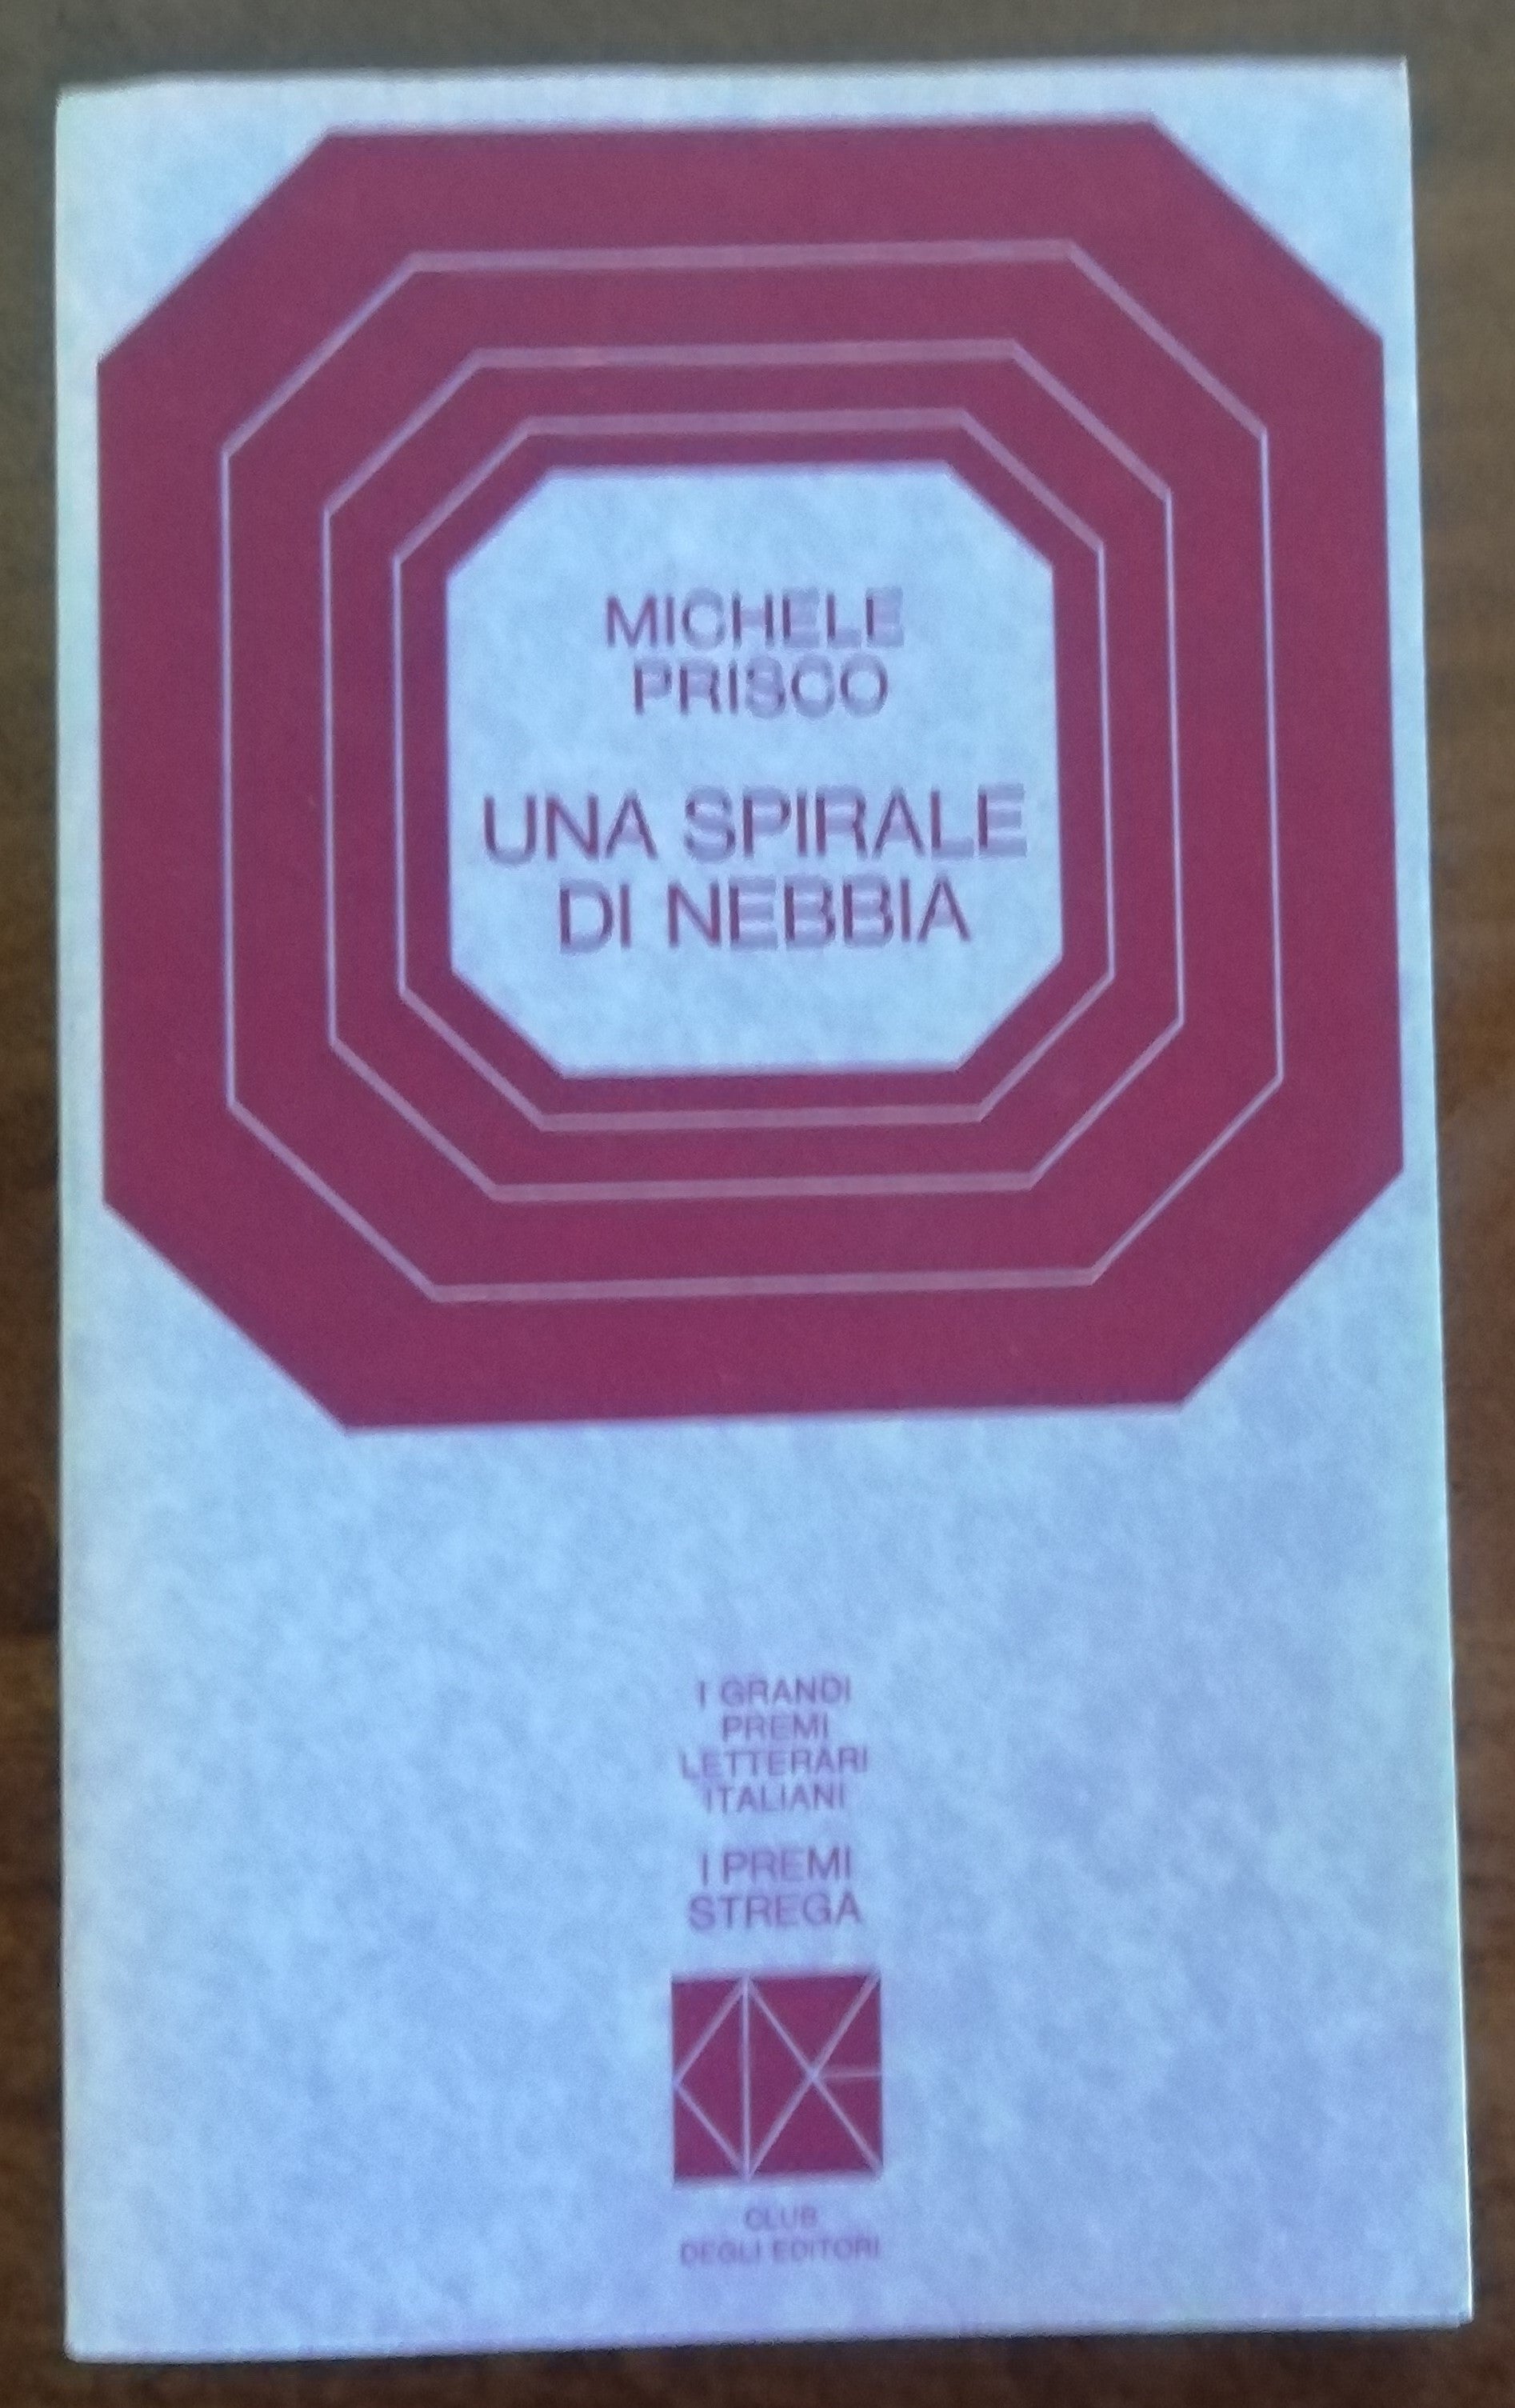 MICHELE
PRISCO
UNA SPIRALE
DI NEBBIA
I GRANDI
PREMI
LETTERARI
ITALIANI
I PREMI
STREGA
CLUB
DEGLI EDITORI